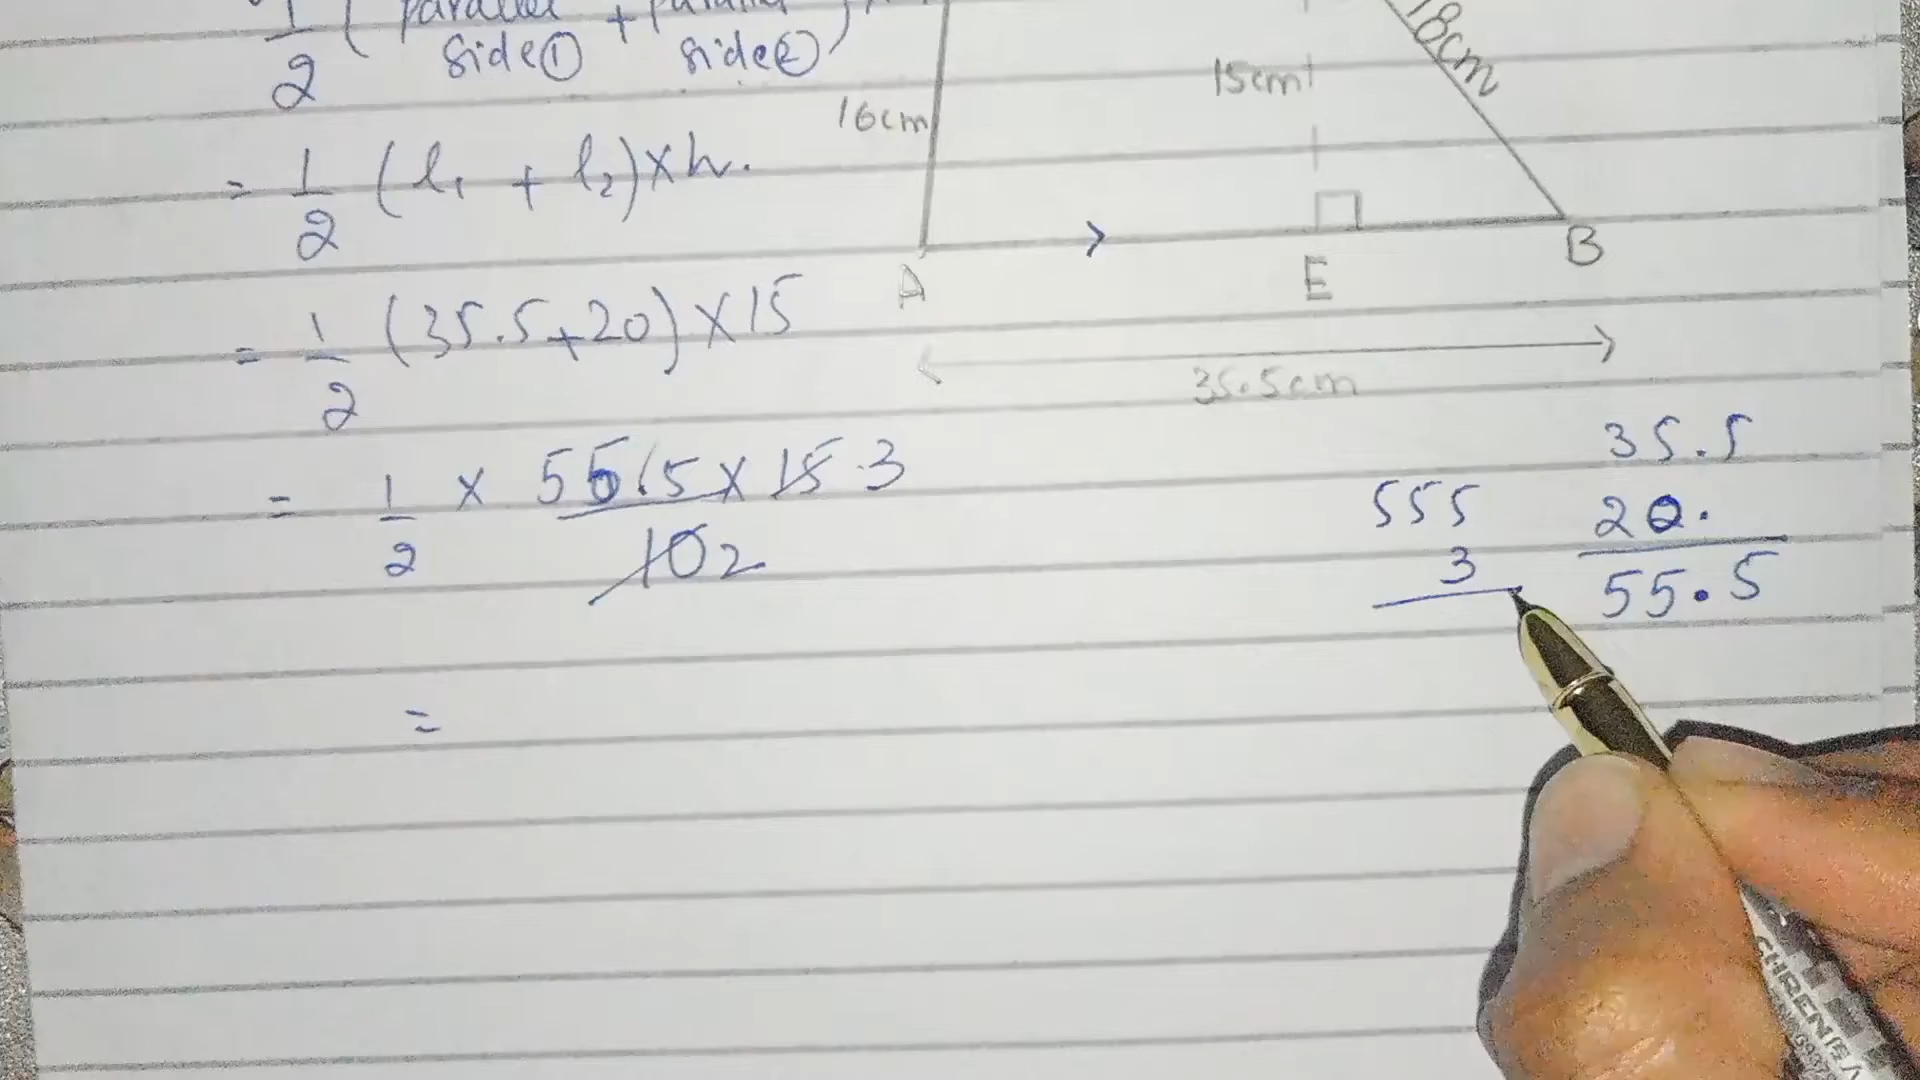 1/2 ( parallel + parallel ) ×
side① side②
= 1/2 (l₁ + l₂) × h.
= 1/2 (35.5+20) × 15
= 1/2 × 555 × 15 3
10 2
18cm
15cm
16cm
A
E
B
35.5cm
35.5
20.
55.5
555
3
=